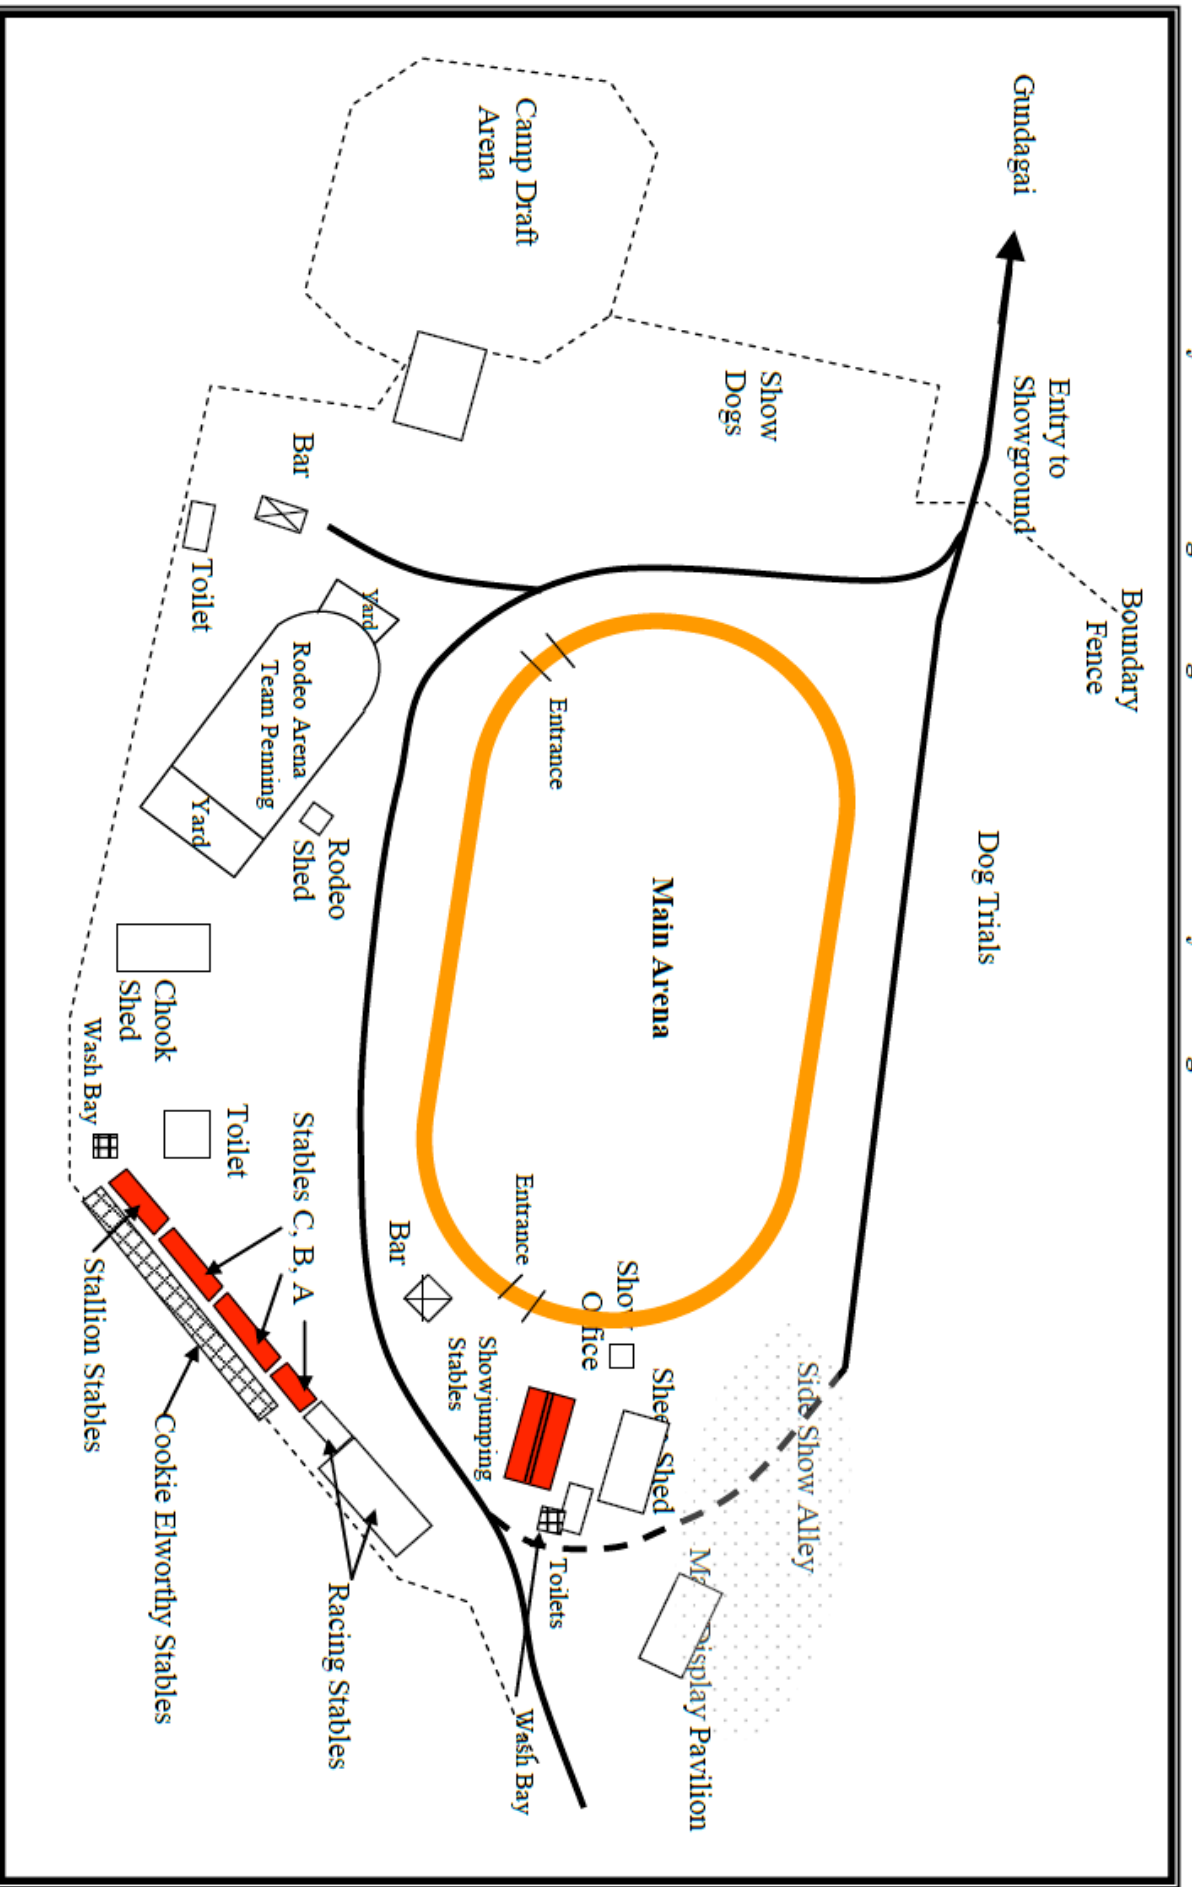 Gundagai
Entry to
Showground
Boundary
Fence
Camp Draft
Arena
Show
Dogs
Dog Trials
Bar
Toilet
Yard
Rodeo Arena
Team Penning
Yard
Rodeo
Shed
Entrance
Main Arena
Entrance
Chook
Shed
Wash Bay
Toilet
Stables C, B, A
Bar
Show
Office
Showjumping
Stables
Sheep Shed
Side Show Alley
Stallion Stables
Cookie Elworthy Stables
Racing Stables
Toilets
Wash Bay
Display Pavilion